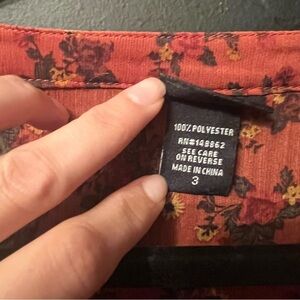 100% POLYESTER
RN#148862
SEE CARE
ON REVERSE
MADE IN CHINA
3